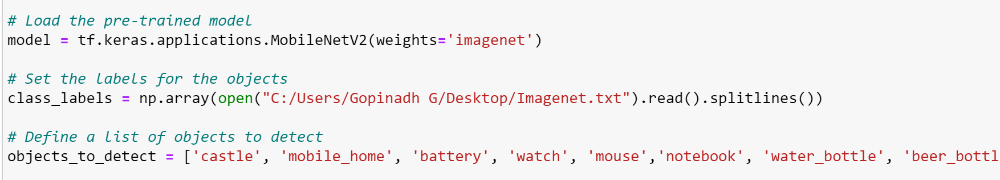 # Load the pre-trained model
model = tf.keras.applications.MobileNetV2(weights='imagenet')
# Set the labels for the objects
class_labels = np.array(open("C:/Users/Gopinadh G/Desktop/Imagenet.txt").read().splitlines())
# Define a list of objects to detect
objects_to_detect = ['castle', 'mobile_home', 'battery', 'watch', 'mouse','notebook', 'water_bottle', 'beer_bottl